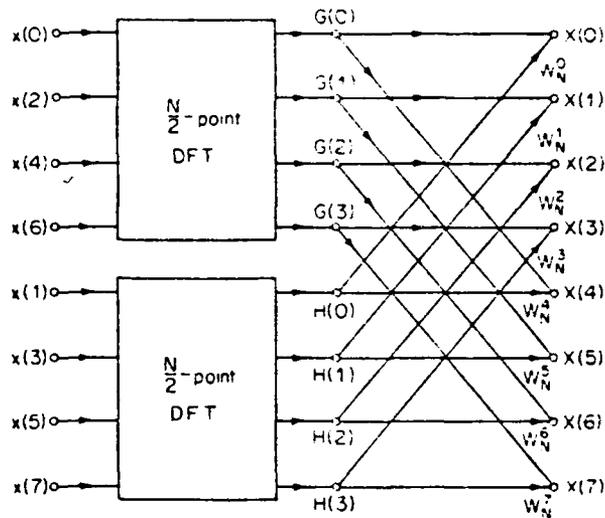 x(0)
x(2)
x(4)
x(6)
x(1)
x(3)
x(5)
x(7)
N/2-point
DFT
N/2-point
DFT
G(0)
G(1)
G(2)
G(3)
H(0)
H(1)
H(2)
H(3)
W_N^0
W_N^1
W_N^2
W_N^3
W_N^4
W_N^5
W_N^6
W_N^7
X(0)
X(1)
X(2)
X(3)
X(4)
X(5)
X(6)
X(7)